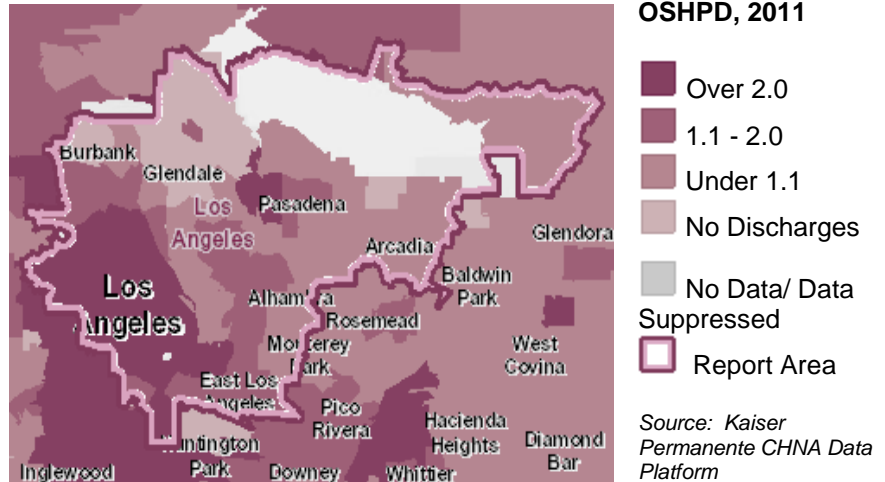 OSHPD, 2011
Over 2.0
1.1 - 2.0
Under 1.1
No Discharges
No Data/ Data
Suppressed
Report Area
Source: Kaiser
Permanente CHNA Data
Platform
Burbank
Glendale
Los
Angeles
Pasadena
Arcadia
Glendora
Baldwin
Park
Los
Angeles
Alhambra
Rosemead
Monterey
Park
West
Covina
East Los
Angeles
Pico
Rivera
Hacienda
Heights
Diamond
Bar
Huntington
Park
Inglewood
Downey
Whittier